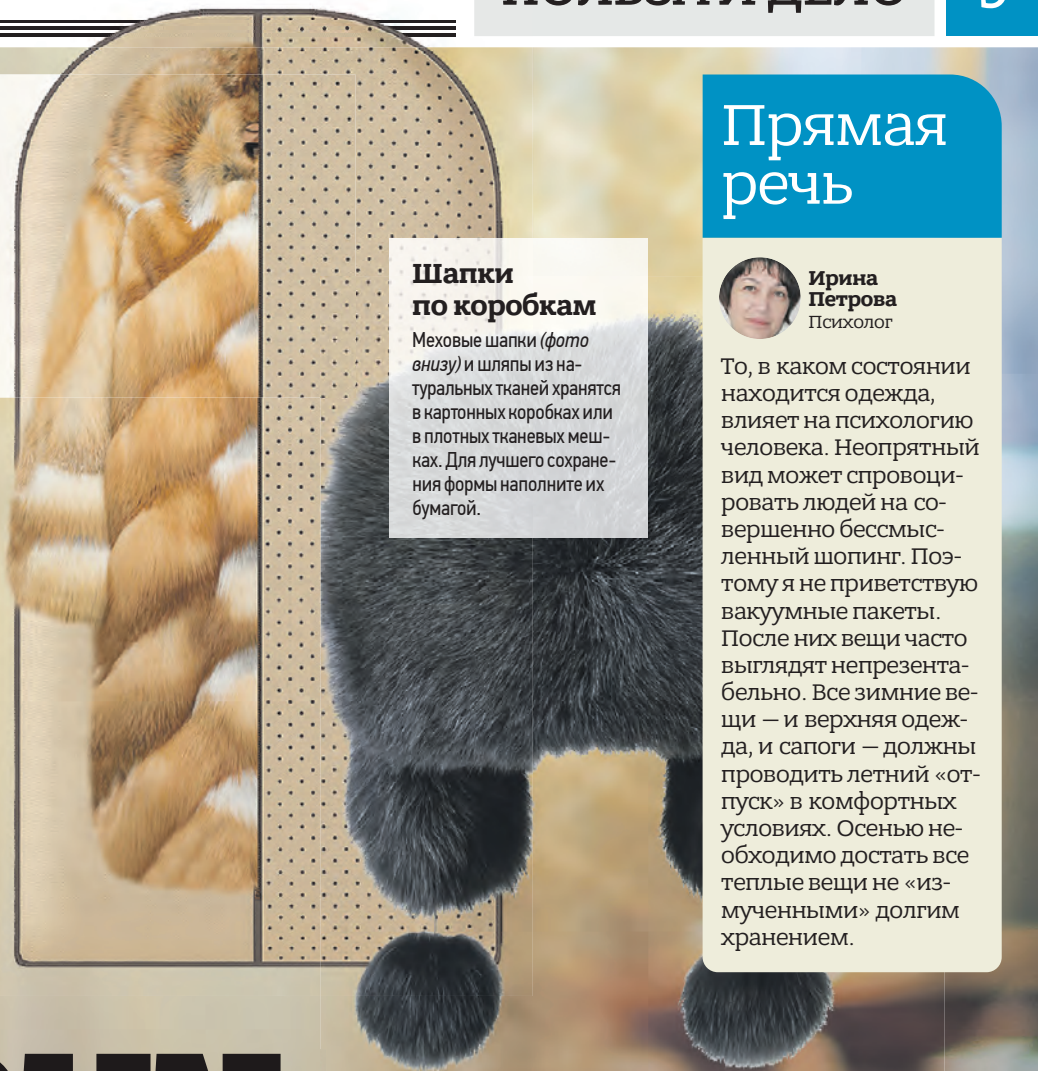 Шапки
по коробкам
Меховые шапки (фото
внизу) и шляпы из на-
туральных тканей хранятся
в картонных коробках или
в плотных тканевых меш-
ках. Для лучшего сохране-
ния формы наполните их
бумагой.
Прямая
речь
Ирина
Петрова
Психолог
То, в каком состоянии
находится одежда,
влияет на психологию
человека. Неопрятный
вид может спровоци-
ровать людей на со-
вершенно бессмыс-
ленный шопинг. Поэ-
тому я не приветствую
вакуумные пакеты.
После них вещи часто
выглядят непрезента-
бельно. Все зимние ве-
щи — и верхняя одеж-
да, и сапоги — должны
проводить летний «от-
пуск» в комфортных
условиях. Осенью не-
обходимо достать все
теплые вещи не «из-
мученными» долгим
хранением.